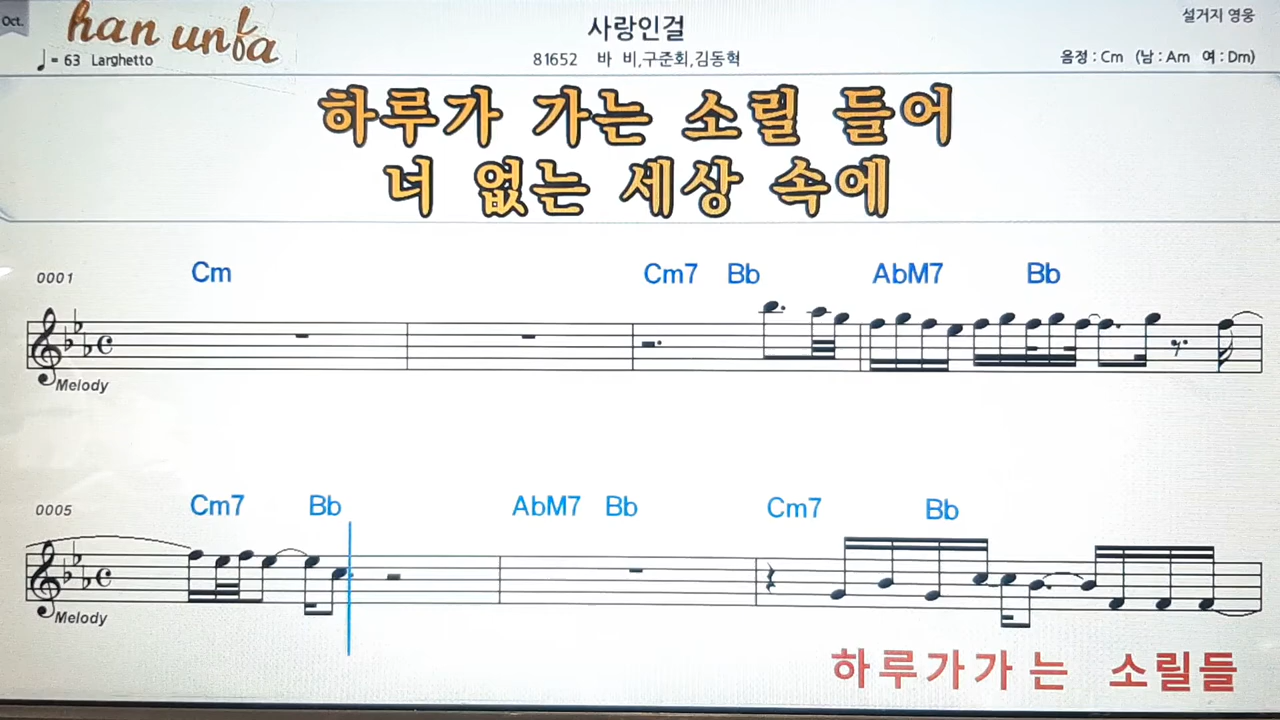 Oct.
han unfa
사랑인걸
설거지 영웅
♩= 63 Larghetto
81652 바 비,구준회,김동혁
음정 : Cm (남 : Am 여 : Dm)
하루가 가는 소릴 들어
너 없는 세상 속에
0001 Cm Cm7 Bb AbM7 Bb
Melody
0005 Cm7 Bb AbM7 Bb Cm7 Bb
Melody
하루가가 는 소릴들